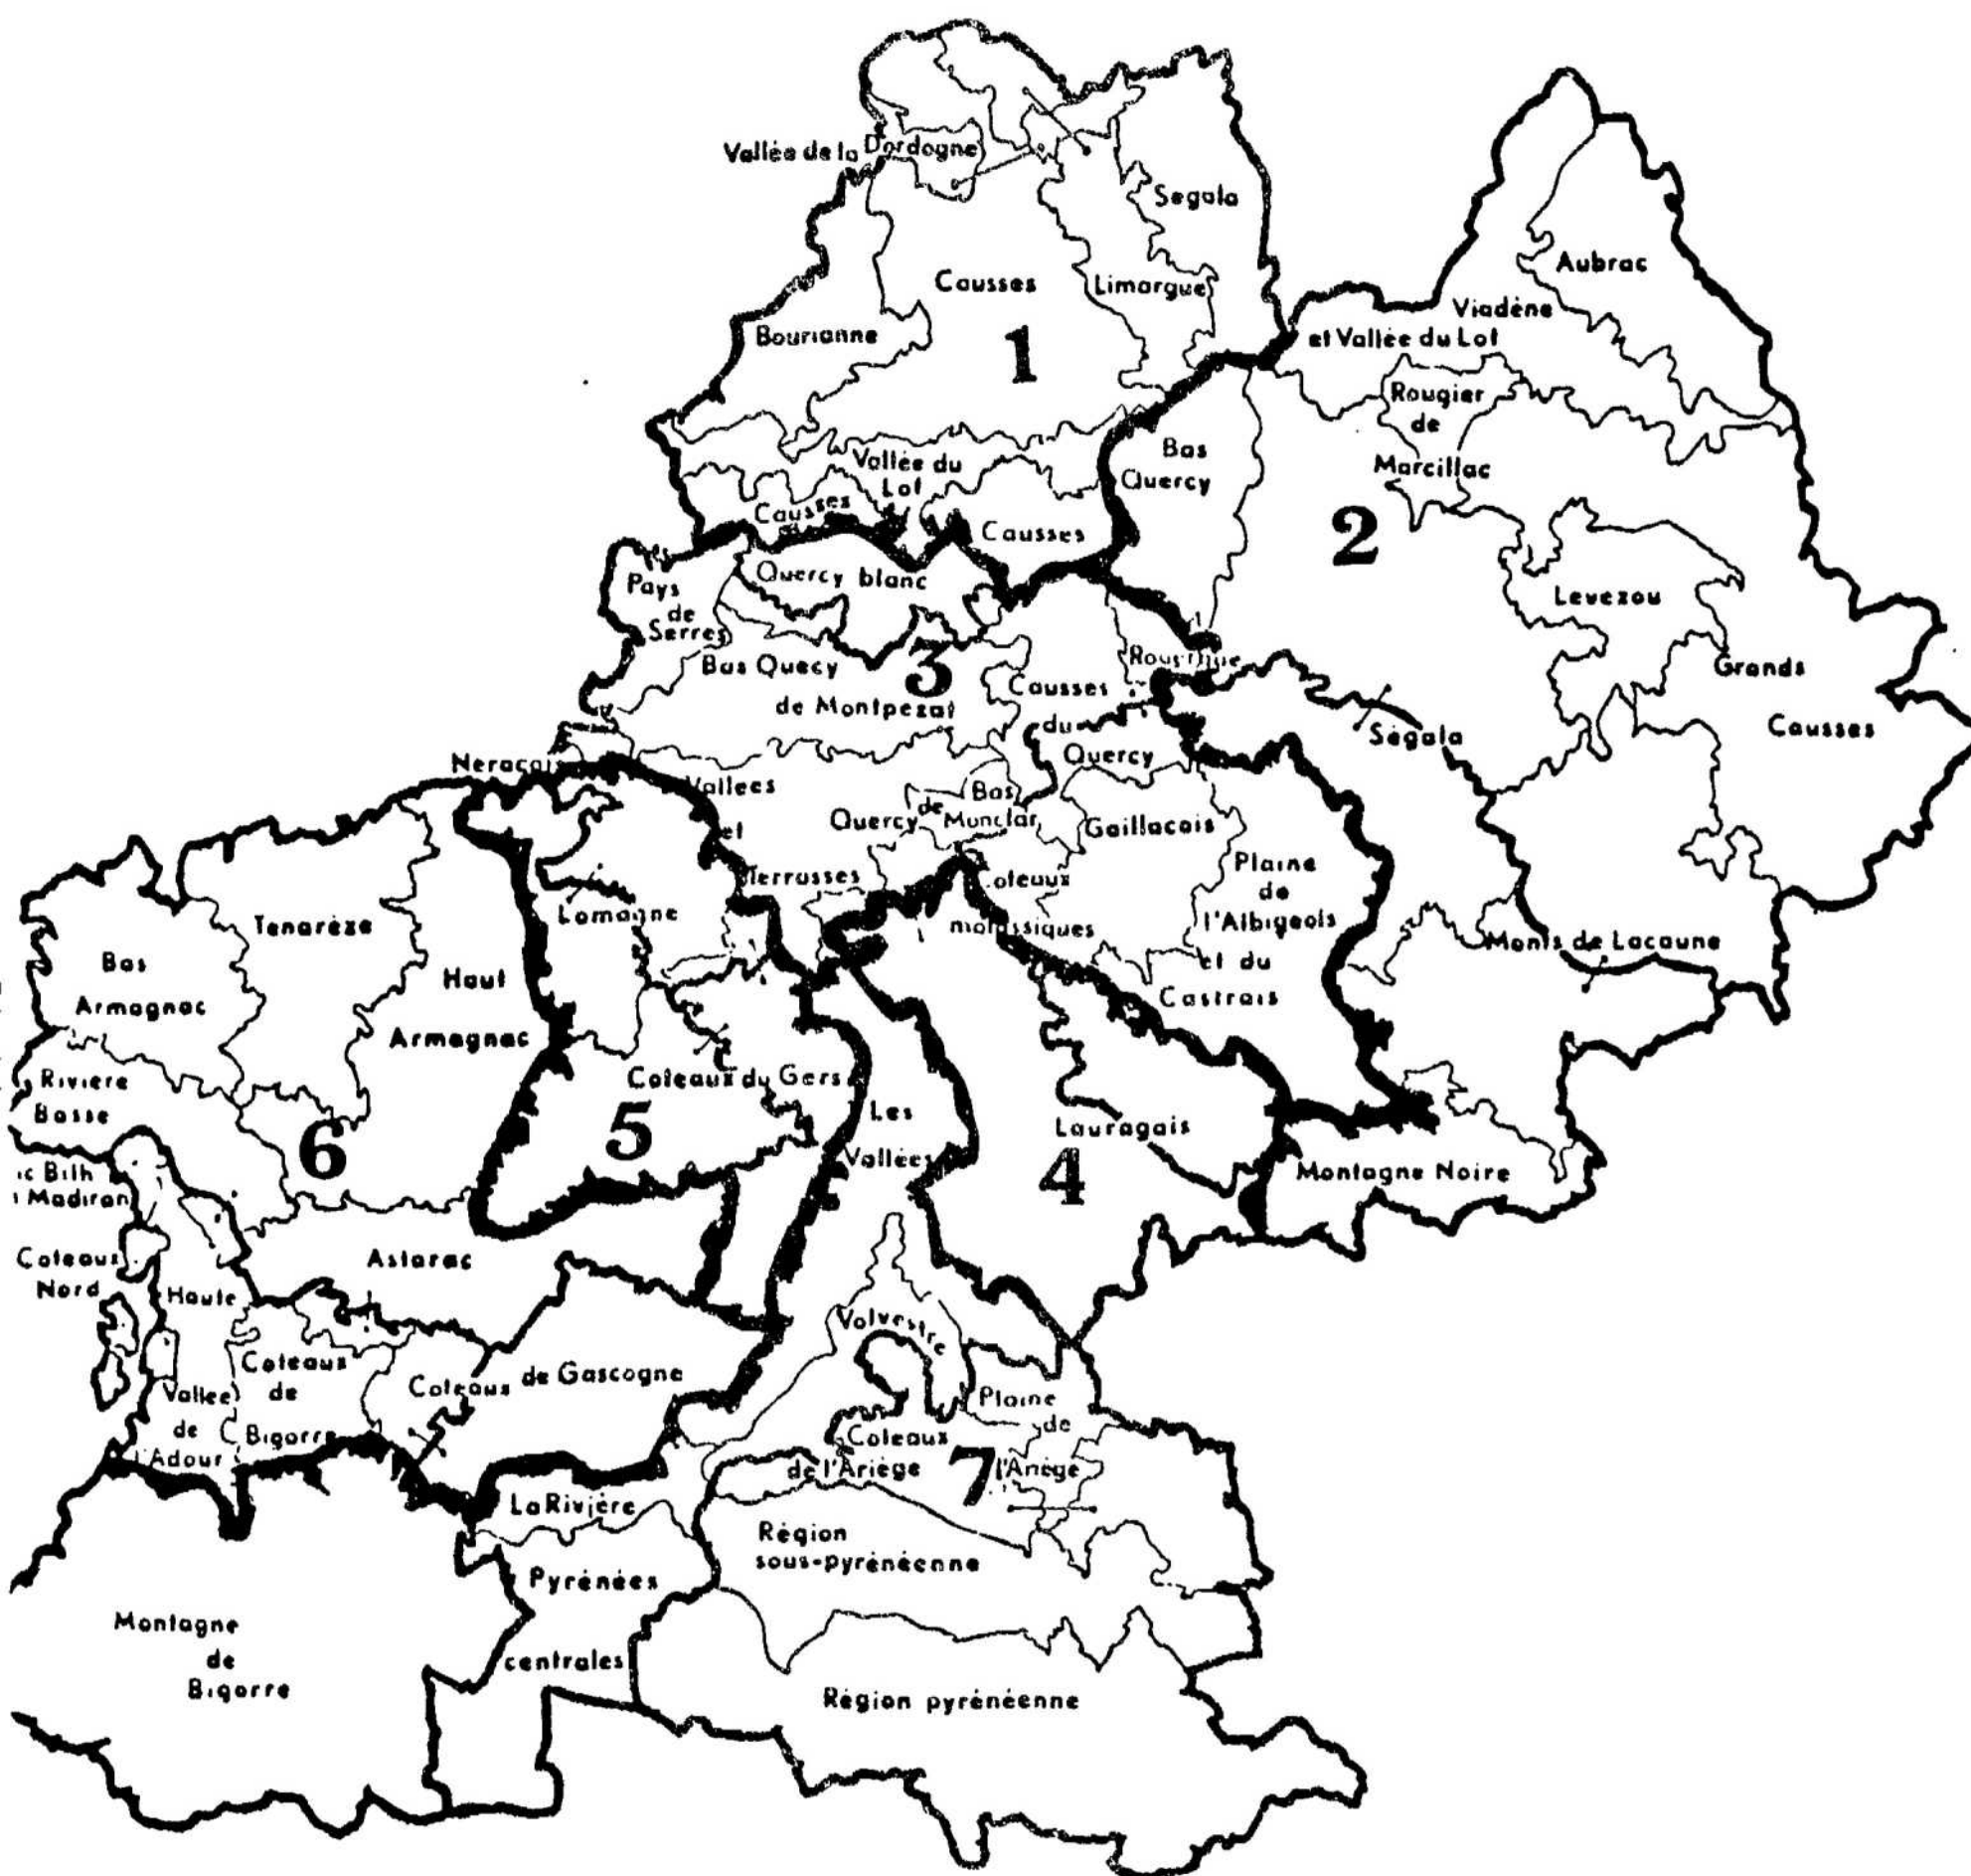 Vallée de la Dordogne
Segala
Aubrac
Causses
Limargue
Viadène
et Vallée du Lot
Bourianne
1
Rougier
de
Marcillac
Bas
Quercy
Vallée du
Lot
Causses
Causses
2
Pays
de
Serres
Quercy blanc
Levezou
Bas Quecy
de Montpezat
3
Causses
du
Quercy
Grands
Causses
Ségala
Vallees
et
Terrasses
Bas
Quercy de Monclar
Gaillacois
Plaine
de
l'Albigeois
et du
Castrais
molassiques
Lomagne
Tenarèze
Bas
Armagnac
Haut
Armagnac
Monts de Lacaune
Riviere
Basse
6
Coteaux du Gers
5
Les
Vallées
Lauragais
4
Montagne Noire
Bilh
Madiran
Coteaux
Nord
Astarac
Haute
Vallee
de
l'Adour
Coteaux
de
Bigorre
Coteaux de Gascogne
Volvestre
Plaine
de
l'Ariège
Coteaux
de l'Ariège
7
La Rivière
Région
sous-pyrénéenne
Pyrénées
centrales
Montagne
de
Bigorre
Région pyrénéenne